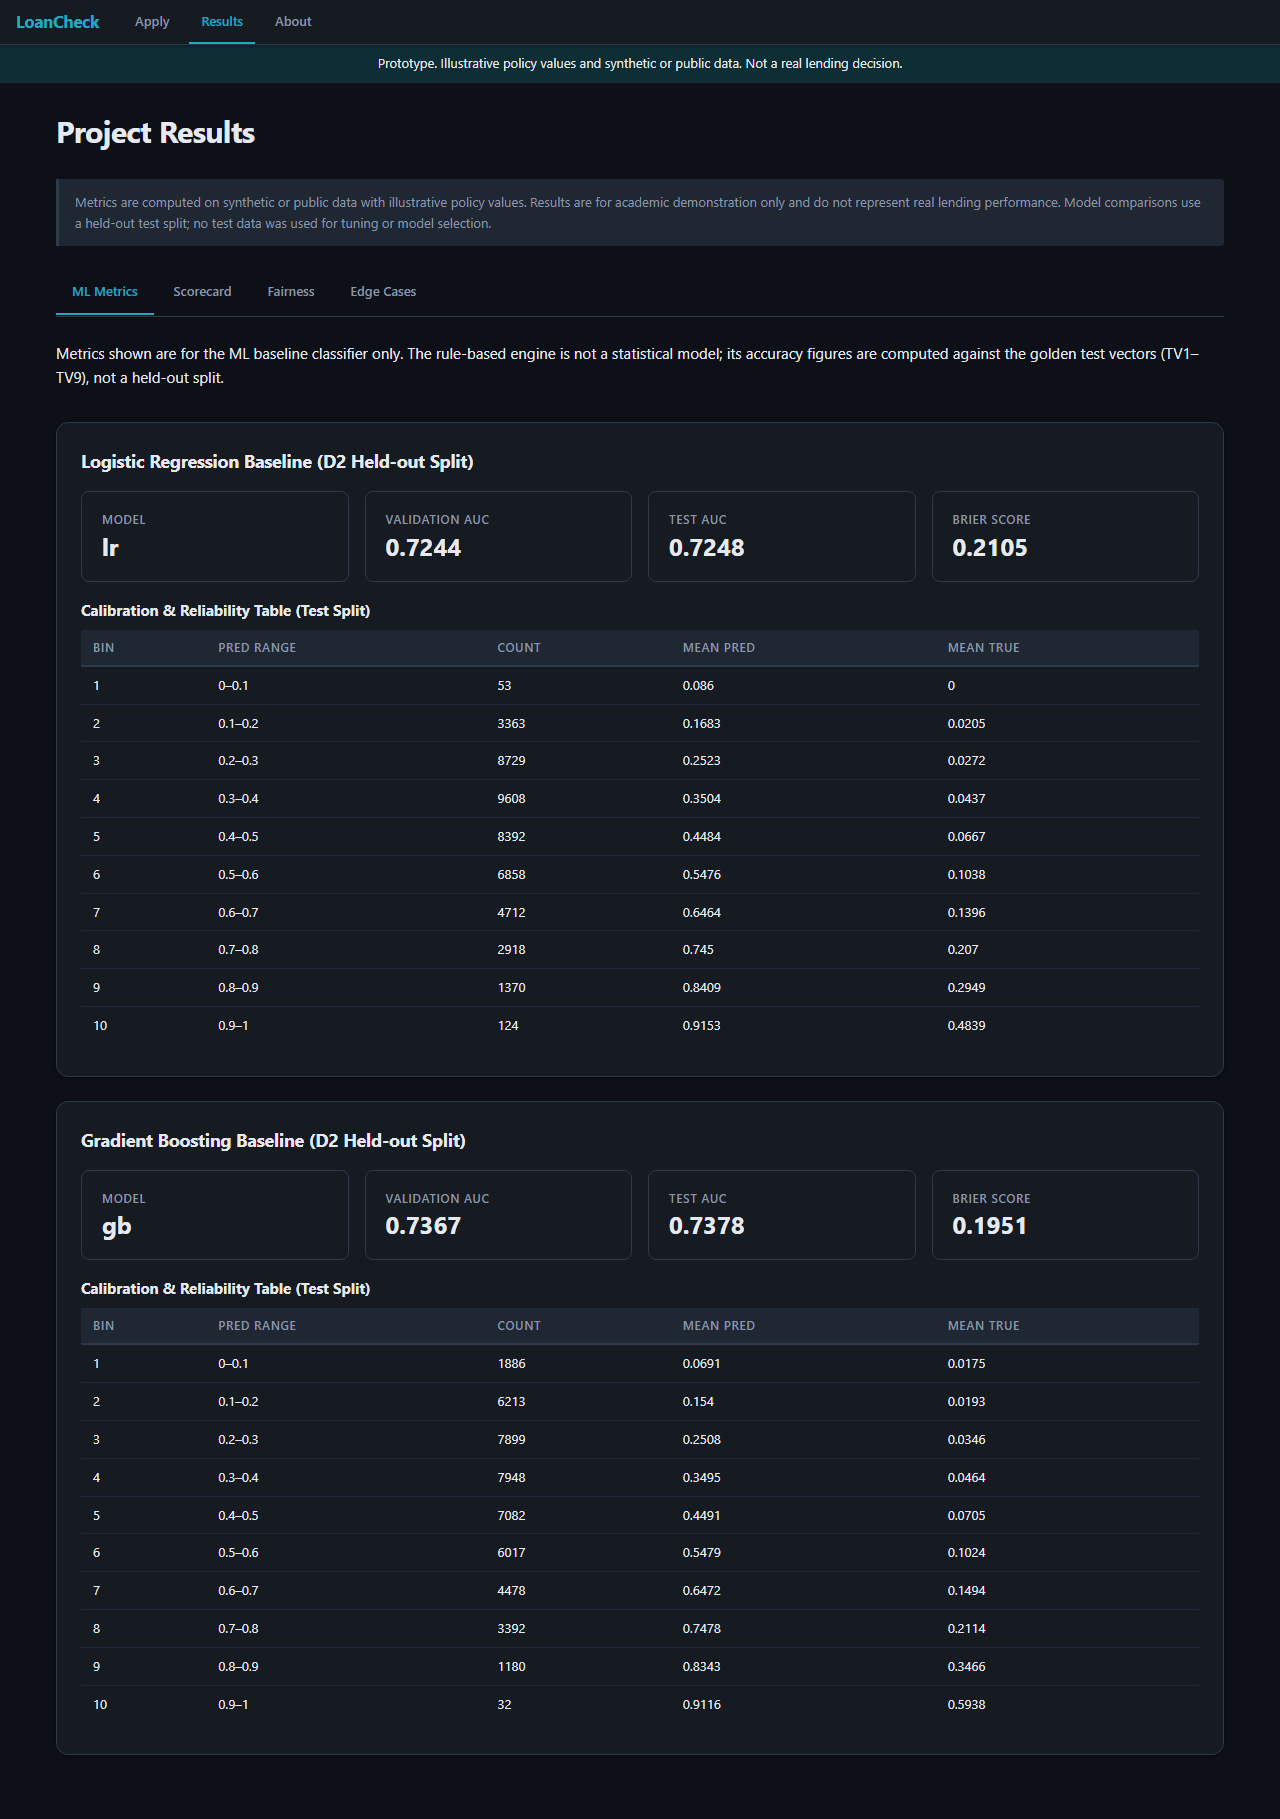 LoanCheck Apply Results About
Prototype. Illustrative policy values and synthetic or public data. Not a real lending decision.
Project Results
Metrics are computed on synthetic or public data with illustrative policy values. Results are for academic demonstration only and do not represent real lending performance. Model comparisons use
a held-out test split; no test data was used for tuning or model selection.
ML Metrics Scorecard Fairness Edge Cases
Metrics shown are for the ML baseline classifier only. The rule-based engine is not a statistical model; its accuracy figures are computed against the golden test vectors (TV1–
TV9), not a held-out split.
Logistic Regression Baseline (D2 Held-out Split)
MODEL VALIDATION AUC TEST AUC BRIER SCORE
lr 0.7244 0.7248 0.2105
Calibration & Reliability Table (Test Split)
BIN PRED RANGE COUNT MEAN PRED MEAN TRUE
1 0–0.1 53 0.086 0
2 0.1–0.2 3363 0.1683 0.0205
3 0.2–0.3 8729 0.2523 0.0272
4 0.3–0.4 9608 0.3504 0.0437
5 0.4–0.5 8392 0.4484 0.0667
6 0.5–0.6 6858 0.5476 0.1038
7 0.6–0.7 4712 0.6464 0.1396
8 0.7–0.8 2918 0.745 0.207
9 0.8–0.9 1370 0.8409 0.2949
10 0.9–1 124 0.9153 0.4839
Gradient Boosting Baseline (D2 Held-out Split)
MODEL VALIDATION AUC TEST AUC BRIER SCORE
gb 0.7367 0.7378 0.1951
Calibration & Reliability Table (Test Split)
BIN PRED RANGE COUNT MEAN PRED MEAN TRUE
1 0–0.1 1886 0.0691 0.0175
2 0.1–0.2 6213 0.154 0.0193
3 0.2–0.3 7899 0.2508 0.0346
4 0.3–0.4 7948 0.3495 0.0464
5 0.4–0.5 7082 0.4491 0.0705
6 0.5–0.6 6017 0.5479 0.1024
7 0.6–0.7 4478 0.6472 0.1494
8 0.7–0.8 3392 0.7478 0.2114
9 0.8–0.9 1180 0.8343 0.3466
10 0.9–1 32 0.9116 0.5938